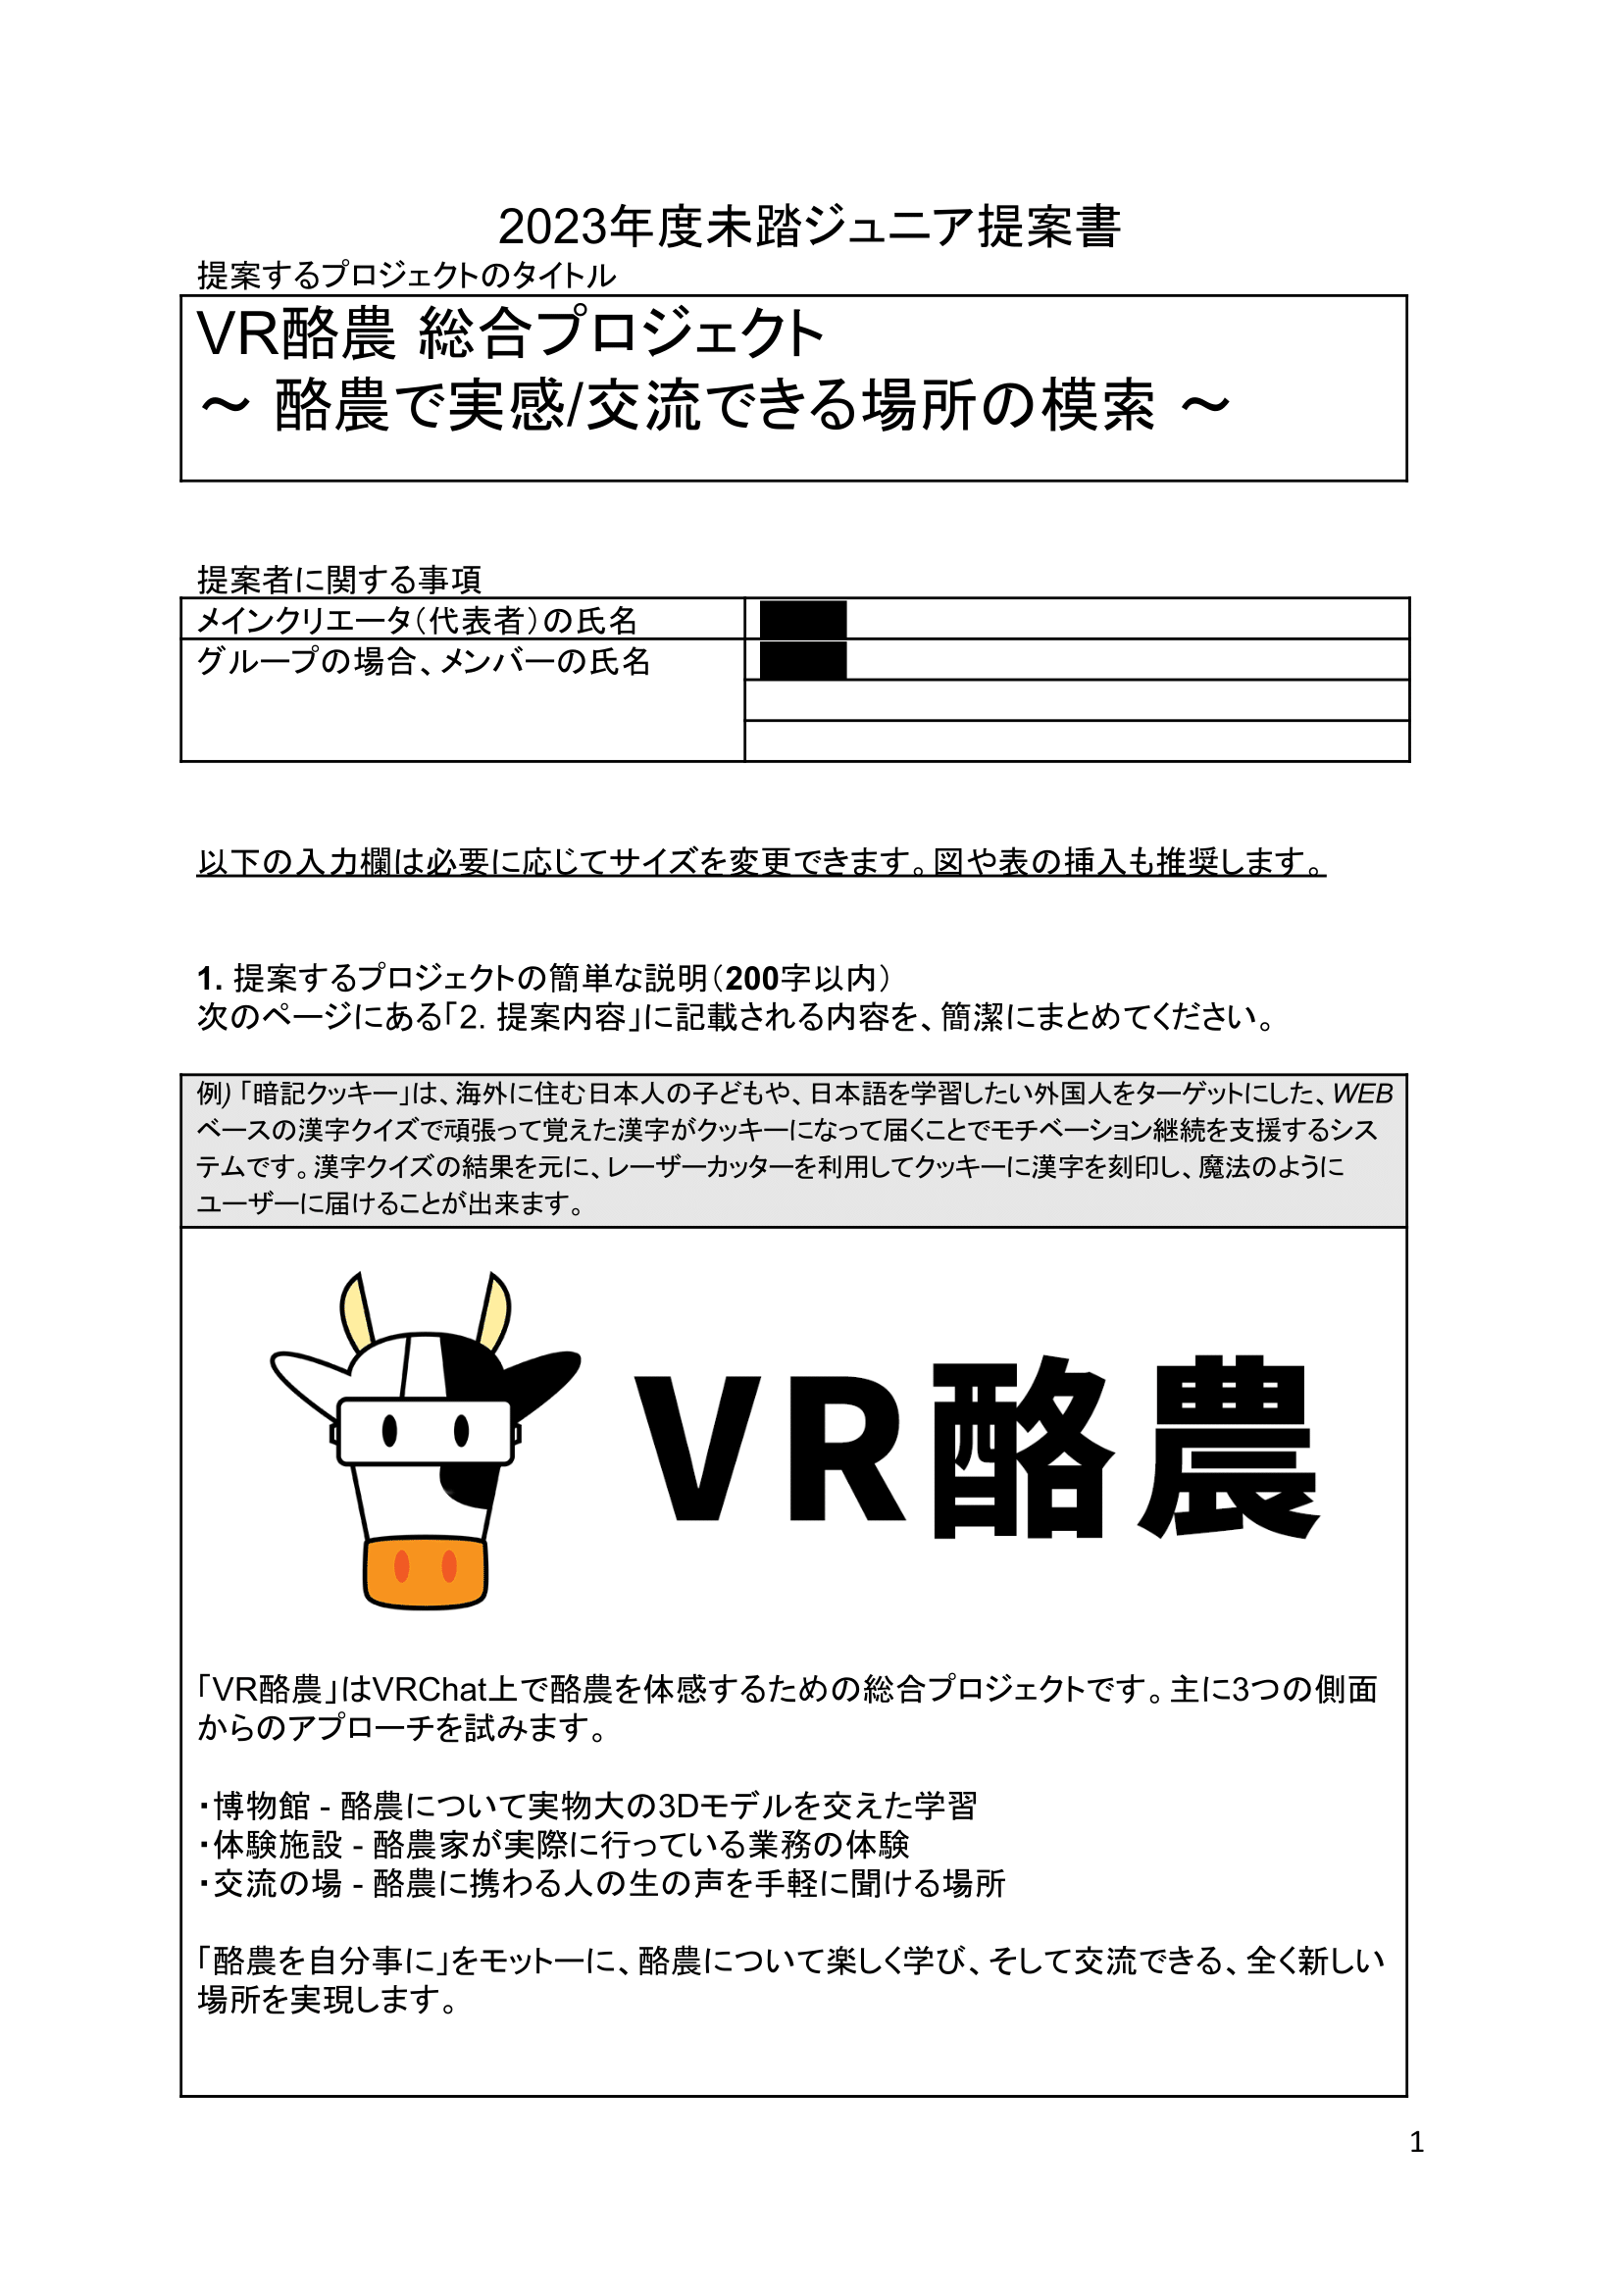 2023年度未踏ジュニア提案書
提案するプロジェクトのタイトル
VR酪農 総合プロジェクト
～ 酪農で実感/交流できる場所の模索 ～
提案者に関する事項
メインクリエータ（代表者）の氏名
グループの場合、メンバーの氏名
以下の入力欄は必要に応じてサイズを変更できます。図や表の挿入も推奨します。
1. 提案するプロジェクトの簡単な説明（200字以内）
次のページにある「2. 提案内容」に記載される内容を、簡潔にまとめてください。
例)「暗記クッキー」は、海外に住む日本人の子どもや、日本語を学習したい外国人をターゲットにした、WEB
ベースの漢字クイズで頑張って覚えた漢字がクッキーになって届くことでモチベーション継続を支援するシス
テムです。漢字クイズの結果を元に、レーザーカッターを利用してクッキーに漢字を刻印し、魔法のように
ユーザーに届けることが出来ます。
VR酪農
「VR酪農」はVRChat上で酪農を体感するための総合プロジェクトです。主に3つの側面
からのアプローチを試みます。
・博物館 - 酪農について実物大の3Dモデルを交えた学習
・体験施設 - 酪農家が実際に行っている業務の体験
・交流の場 - 酪農に携わる人の生の声を手軽に聞ける場所
「酪農を自分事に」をモットーに、酪農について楽しく学び、そして交流できる、全く新しい
場所を実現します。
1